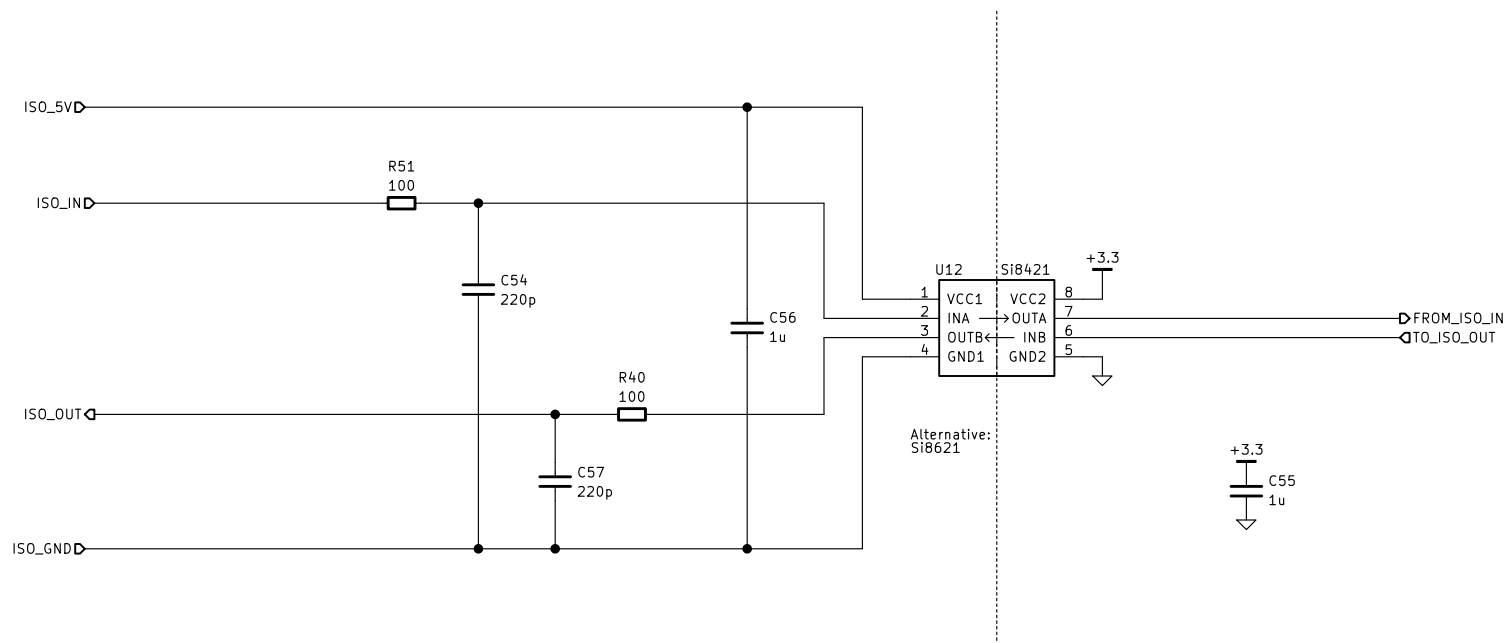 ISO_5V
R51
100
ISO_IN
C54
220p
C56
1u
U12
Si8421
+3.3
1
VCC1
VCC2
8
2
INA
OUTA
7
FROM_ISO_IN
3
OUTB
INB
6
TO_ISO_OUT
4
GND1
GND2
5
R40
100
ISO_OUT
Alternative:
Si8621
C57
220p
+3.3
C55
1u
ISO_GND